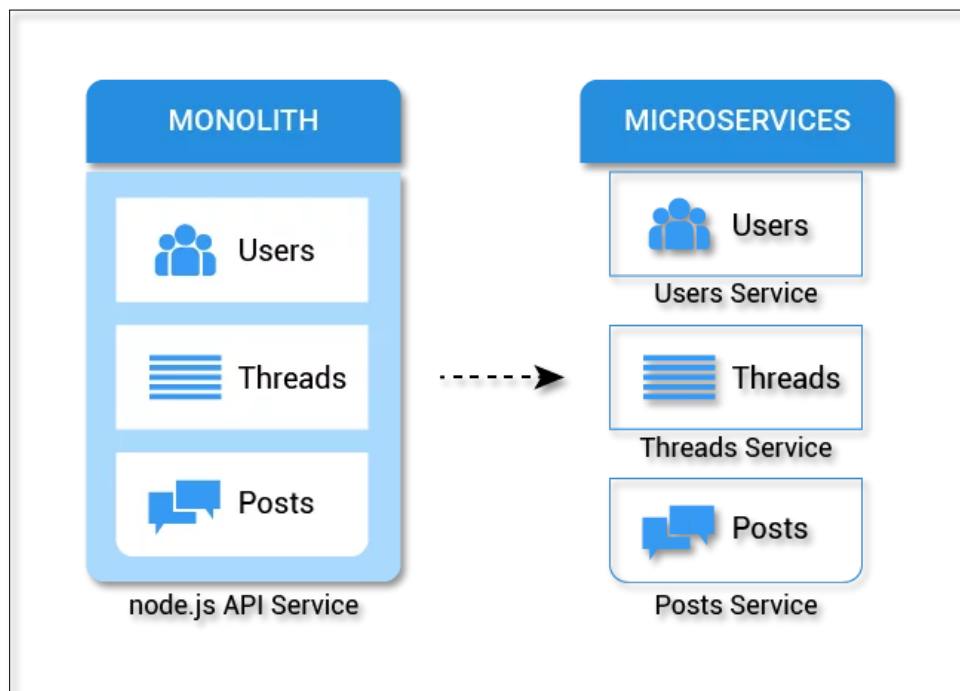 MONOLITH
Users
Threads
Posts
node.js API Service
MICROSERVICES
Users
Users Service
Threads
Threads Service
Posts
Posts Service